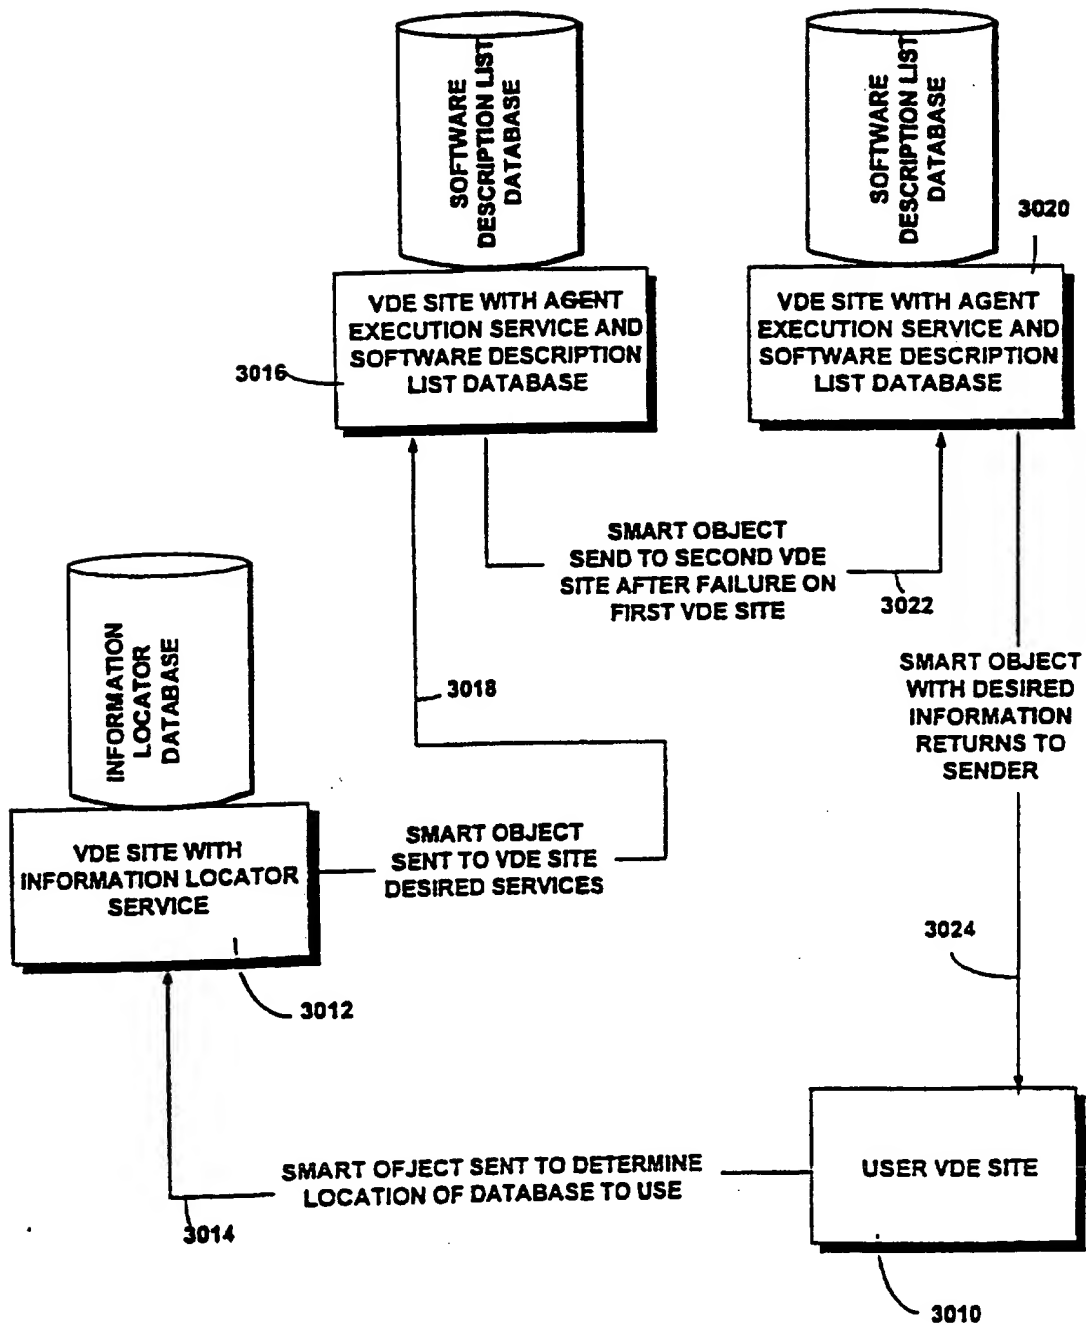 SOFTWARE
DESCRIPTION LIST
DATABASE
SOFTWARE
DESCRIPTION LIST
DATABASE
3020
VDE SITE WITH AGENT
EXECUTION SERVICE AND
SOFTWARE DESCRIPTION
LIST DATABASE
3016
VDE SITE WITH AGENT
EXECUTION SERVICE AND
SOFTWARE DESCRIPTION
LIST DATABASE
SMART OBJECT
SEND TO SECOND VDE
SITE AFTER FAILURE ON
FIRST VDE SITE
3022
INFORMATION
LOCATOR
DATABASE
3018
SMART OBJECT
WITH DESIRED
INFORMATION
RETURNS TO
SENDER
VDE SITE WITH
INFORMATION LOCATOR
SERVICE
SMART OBJECT
SENT TO VDE SITE
DESIRED SERVICES
3012
3024
SMART OFJECT SENT TO DETERMINE
LOCATION OF DATABASE TO USE
3014
USER VDE SITE
3010